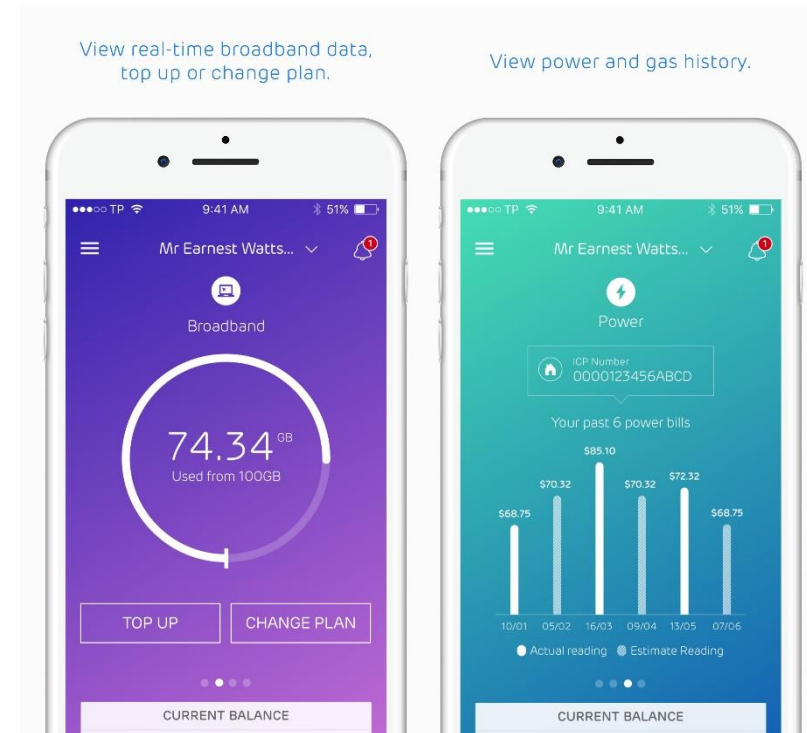 View real-time broadband data,
top up or change plan.
TP 9:41 AM 51%
Mr Earnest Watts... 1
Broadband
74.34 GB
Used from 100GB
TOP UP CHANGE PLAN
CURRENT BALANCE
View power and gas history.
TP 9:41 AM 51%
Mr Earnest Watts... 1
Power
ICP Number
0000123456ABCD
Your past 6 power bills
$68.75 $70.32 $85.10 $70.32 $72.32 $68.75
10/01 05/02 16/03 09/04 13/05 07/06
Actual reading Estimate Reading
CURRENT BALANCE